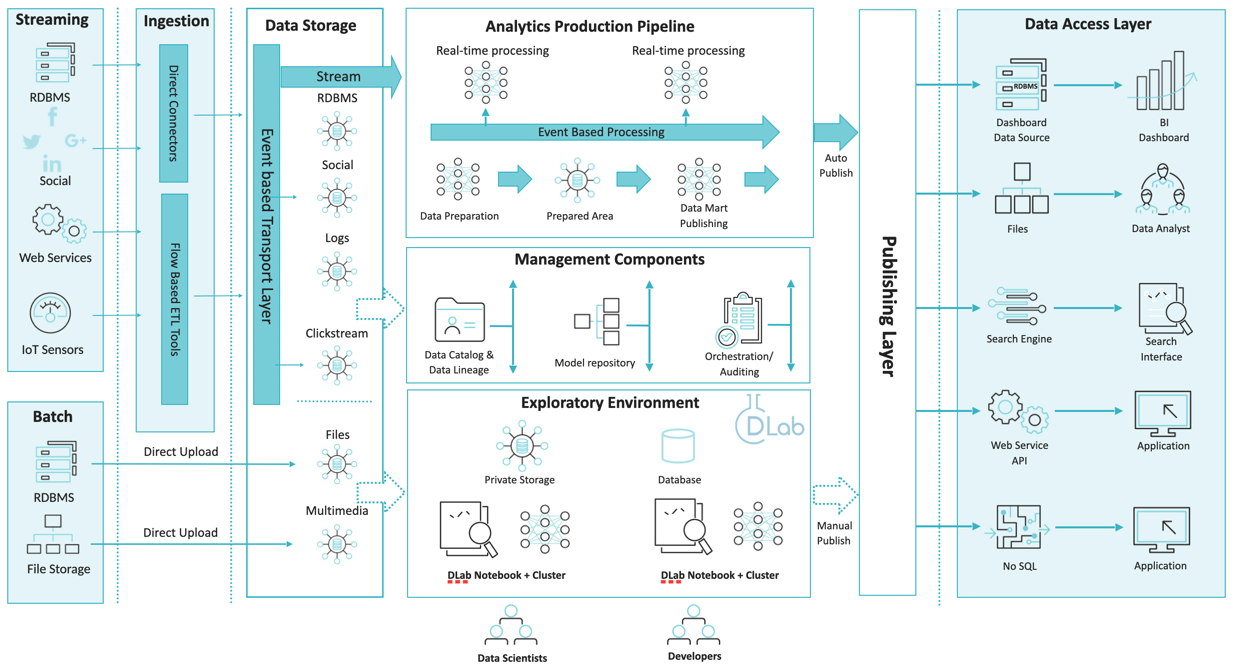 Streaming
RDBMS
Social
Web Services
IoT Sensors
Batch
RDBMS
File Storage
Ingestion
Direct Connectors
Flow Based ETL Tools
Direct Upload
Direct Upload
Data Storage
Event based Transport Layer
Stream
RDBMS
Social
Logs
Clickstream
Files
Multimedia
Analytics Production Pipeline
Real-time processing
Real-time processing
Event Based Processing
Data Preparation
Prepared Area
Data Mart
Publishing
Management Components
Data Catalog &
Data Lineage
Model repository
Orchestration/
Auditing
Exploratory Environment
DLab
Private Storage
Database
DLab Notebook + Cluster
DLab Notebook + Cluster
Data Scientists
Developers
Auto
Publish
Manual
Publish
Publishing Layer
Data Access Layer
RDBMS
Dashboard
Data Source
BI
Dashboard
Files
Data Analyst
Search Engine
Search
Interface
Web Service
API
Application
No SQL
Application